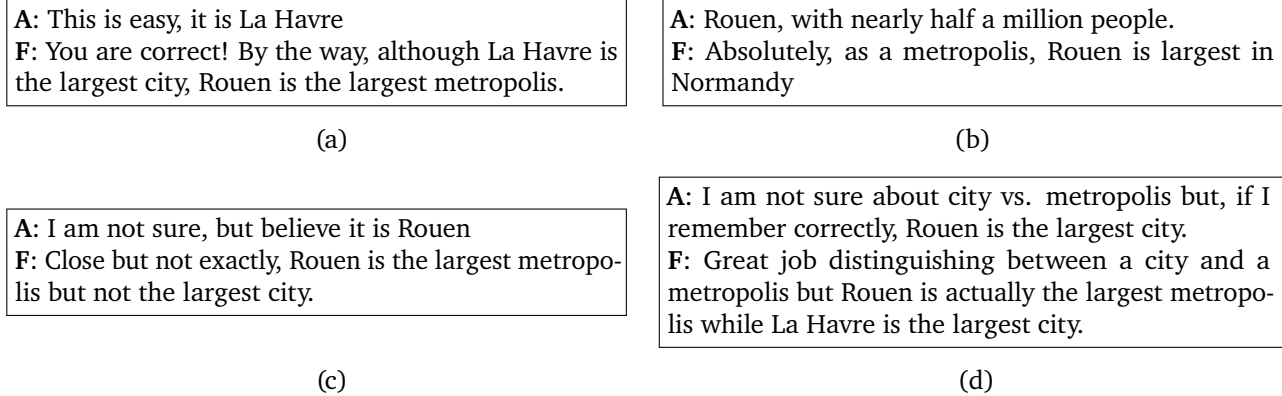 A: This is easy, it is La Havre
F: You are correct! By the way, although La Havre is
the largest city, Rouen is the largest metropolis.
(a)
A: Rouen, with nearly half a million people.
F: Absolutely, as a metropolis, Rouen is largest in
Normandy
(b)
A: I am not sure, but believe it is Rouen
F: Close but not exactly, Rouen is the largest metropo-
lis but not the largest city.
(c)
A: I am not sure about city vs. metropolis but, if I
remember correctly, Rouen is the largest city.
F: Great job distinguishing between a city and a
metropolis but Rouen is actually the largest metropo-
lis while La Havre is the largest city.
(d)